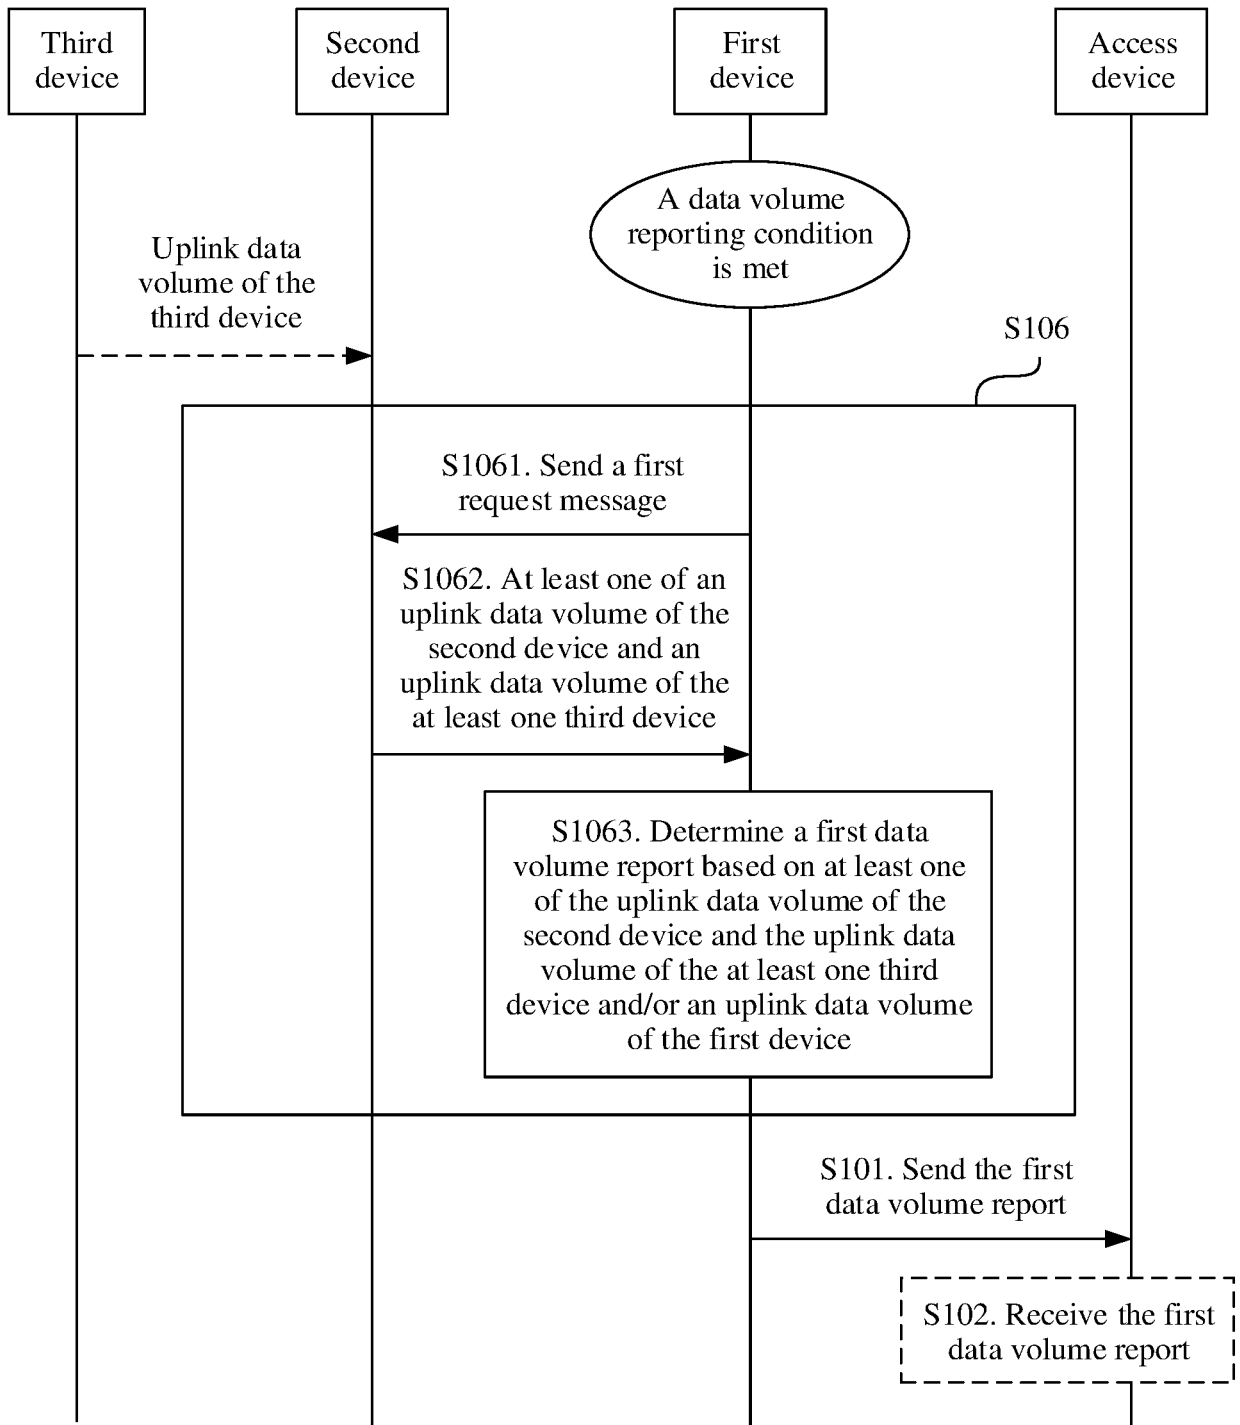 Third
device
Second
device
First
device
Access
device
A data volume
reporting condition
is met
Uplink data
volume of the
third device
S106
S1061. Send a first
request message
S1062. At least one of an
uplink data volume of the
second device and an
uplink data volume of the
at least one third device
S1063. Determine a first data
volume report based on at least one
of the uplink data volume of the
second device and the uplink data
volume of the at least one third
device and/or an uplink data volume
of the first device
S101. Send the first
data volume report
S102. Receive the first
data volume report